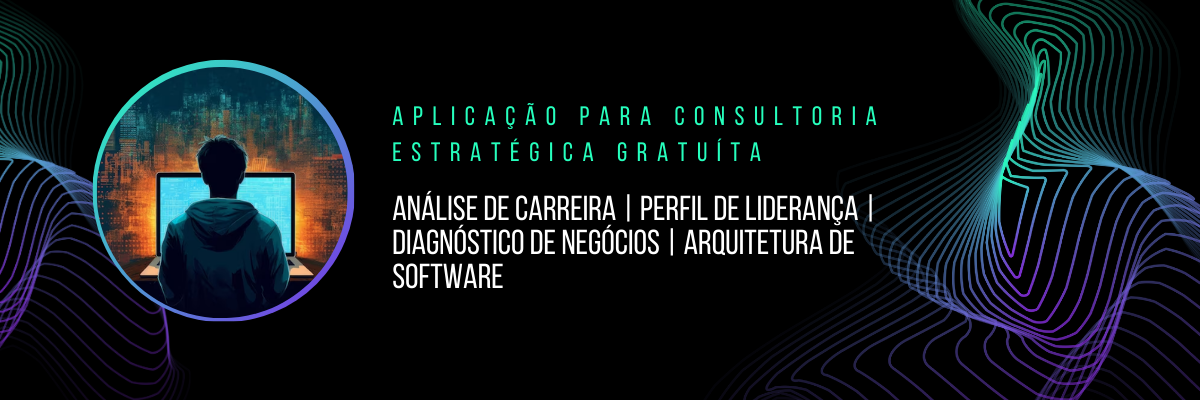 APLICAÇÃO PARA CONSULTORIA
ESTRATÉGICA GRATUÍTA
ANÁLISE DE CARREIRA | PERFIL DE LIDERANÇA |
DIAGNÓSTICO DE NEGÓCIOS | ARQUITETURA DE
SOFTWARE